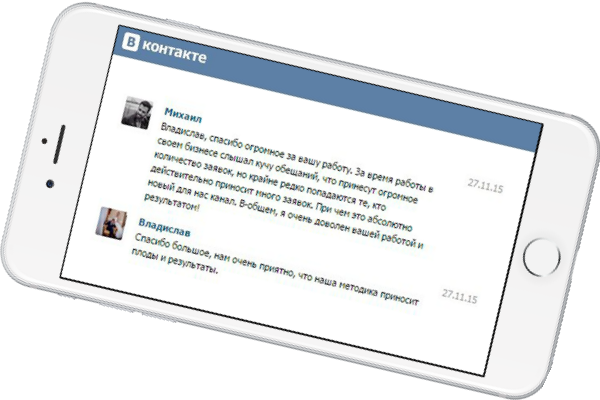 В контакте
Михаил
Владислав, спасибо огромное за вашу работу. За время работы в
своем бизнесе слышал кучу обещаний, что принесут огромное
количество заявок, но крайне редко попадаются те, кто
действительно приносит много заявок. При чем это абсолютно
новый для нас канал. В-общем, я очень доволен вашей работой и
результатом!
27.11.15
Владислав
Спасибо большое, нам очень приятно, что наша методика приносит
плоды и результаты.
27.11.15